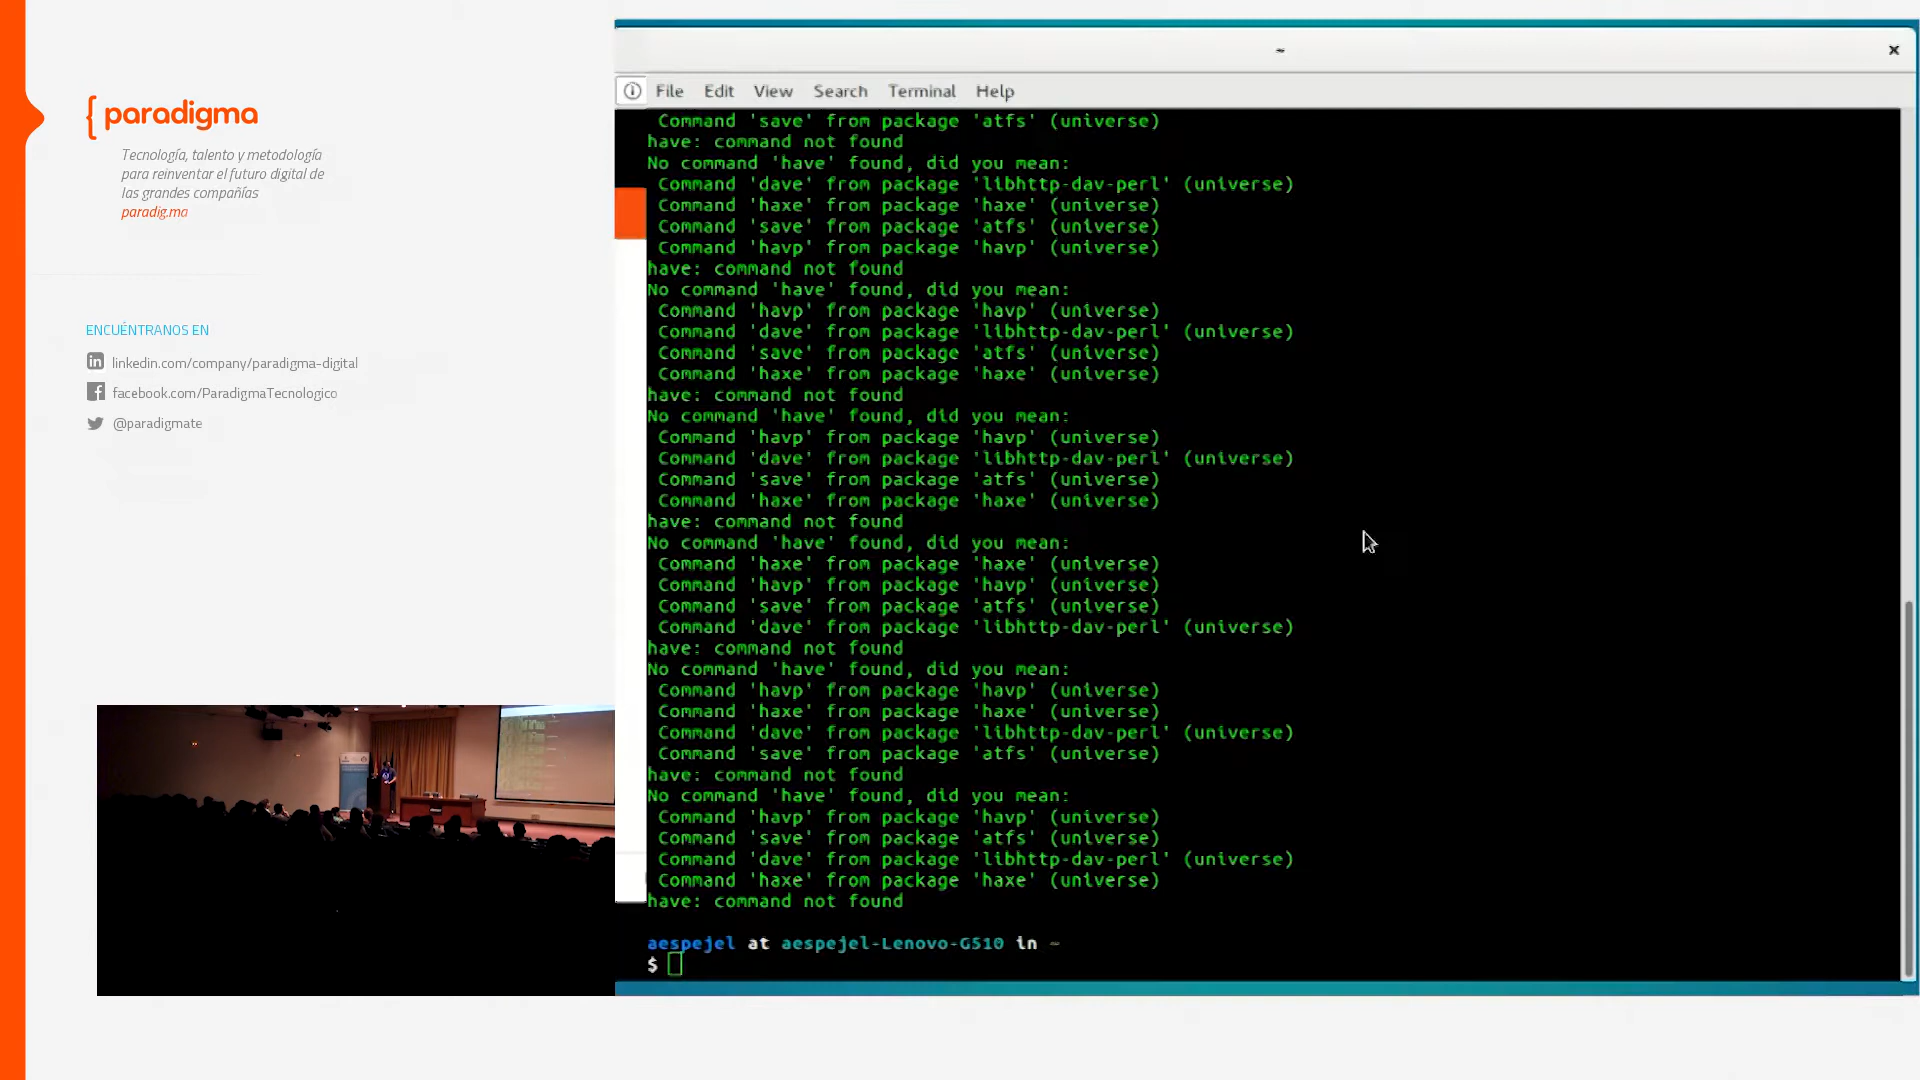 { paradigma
Tecnología, talento y metodología
para reinventar el futuro digital de
las grandes compañías
paradig.ma
ENCUÉNTRANOS EN
linkedin.com/company/paradigma-digital
facebook.com/ParadigmaTecnologico
@paradigmate
~
File Edit View Search Terminal Help
Command 'save' from package 'atfs' (universe)
have: command not found
No command 'have' found, did you mean:
Command 'dave' from package 'libhttp-dav-perl' (universe)
Command 'haxe' from package 'haxe' (universe)
Command 'save' from package 'atfs' (universe)
Command 'havp' from package 'havp' (universe)
have: command not found
No command 'have' found, did you mean:
Command 'havp' from package 'havp' (universe)
Command 'dave' from package 'libhttp-dav-perl' (universe)
Command 'save' from package 'atfs' (universe)
Command 'haxe' from package 'haxe' (universe)
have: command not found
No command 'have' found, did you mean:
Command 'havp' from package 'havp' (universe)
Command 'dave' from package 'libhttp-dav-perl' (universe)
Command 'save' from package 'atfs' (universe)
Command 'haxe' from package 'haxe' (universe)
have: command not found
No command 'have' found, did you mean:
Command 'haxe' from package 'haxe' (universe)
Command 'havp' from package 'havp' (universe)
Command 'save' from package 'atfs' (universe)
Command 'dave' from package 'libhttp-dav-perl' (universe)
have: command not found
No command 'have' found, did you mean:
Command 'havp' from package 'havp' (universe)
Command 'haxe' from package 'haxe' (universe)
Command 'dave' from package 'libhttp-dav-perl' (universe)
Command 'save' from package 'atfs' (universe)
have: command not found
No command 'have' found, did you mean:
Command 'havp' from package 'havp' (universe)
Command 'save' from package 'atfs' (universe)
Command 'dave' from package 'libhttp-dav-perl' (universe)
Command 'haxe' from package 'haxe' (universe)
have: command not found
aespejel at aespejel-Lenovo-G510 in ~
$